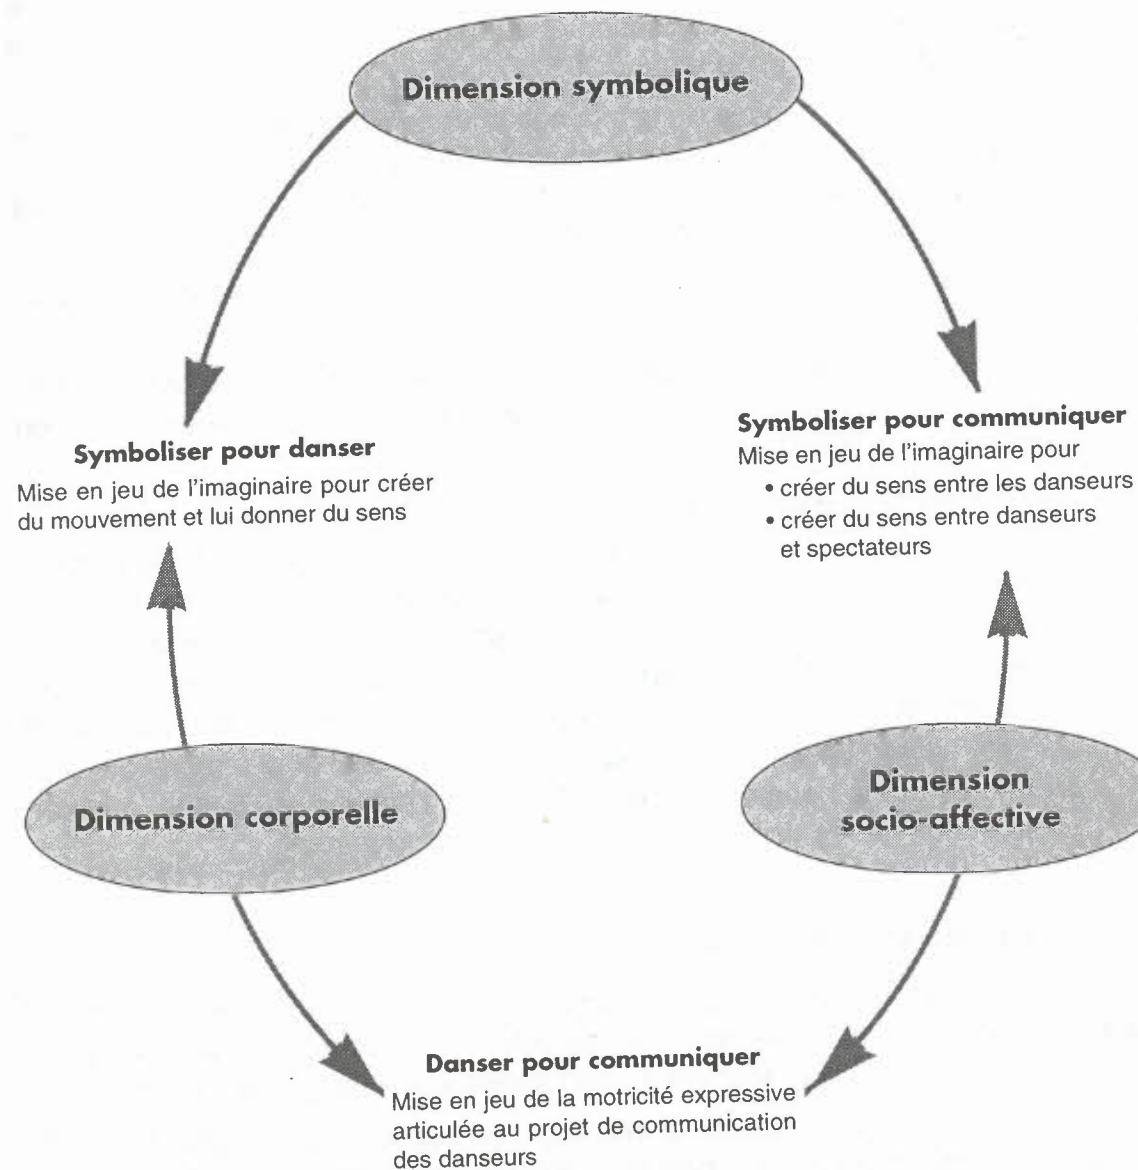 Dimension symbolique
Symboliser pour danser
Mise en jeu de l'imaginaire pour créer
du mouvement et lui donner du sens
Symboliser pour communiquer
Mise en jeu de l'imaginaire pour
• créer du sens entre les danseurs
• créer du sens entre danseurs
et spectateurs
Dimension corporelle
Dimension
socio-affective
Danser pour communiquer
Mise en jeu de la motricité expressive
articulée au projet de communication
des danseurs